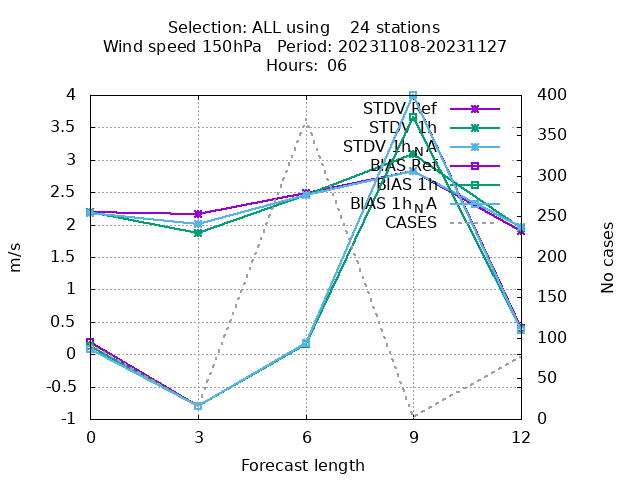 Selection: ALL using 24 stations
Wind speed 150hPa Period: 20231108-20231127
Hours: 06
4 400
STDV Ref
3.5 350
STDV 1h
STDV 1h_N A
3 300
BIAS Ref
BIAS 1h
2.5 250
BIAS 1h_N A
CASES
2 200
1.5
1 150
0.5 100
0
-0.5 50
-1 0
m/s
No cases
0 3 6 9 12
Forecast length